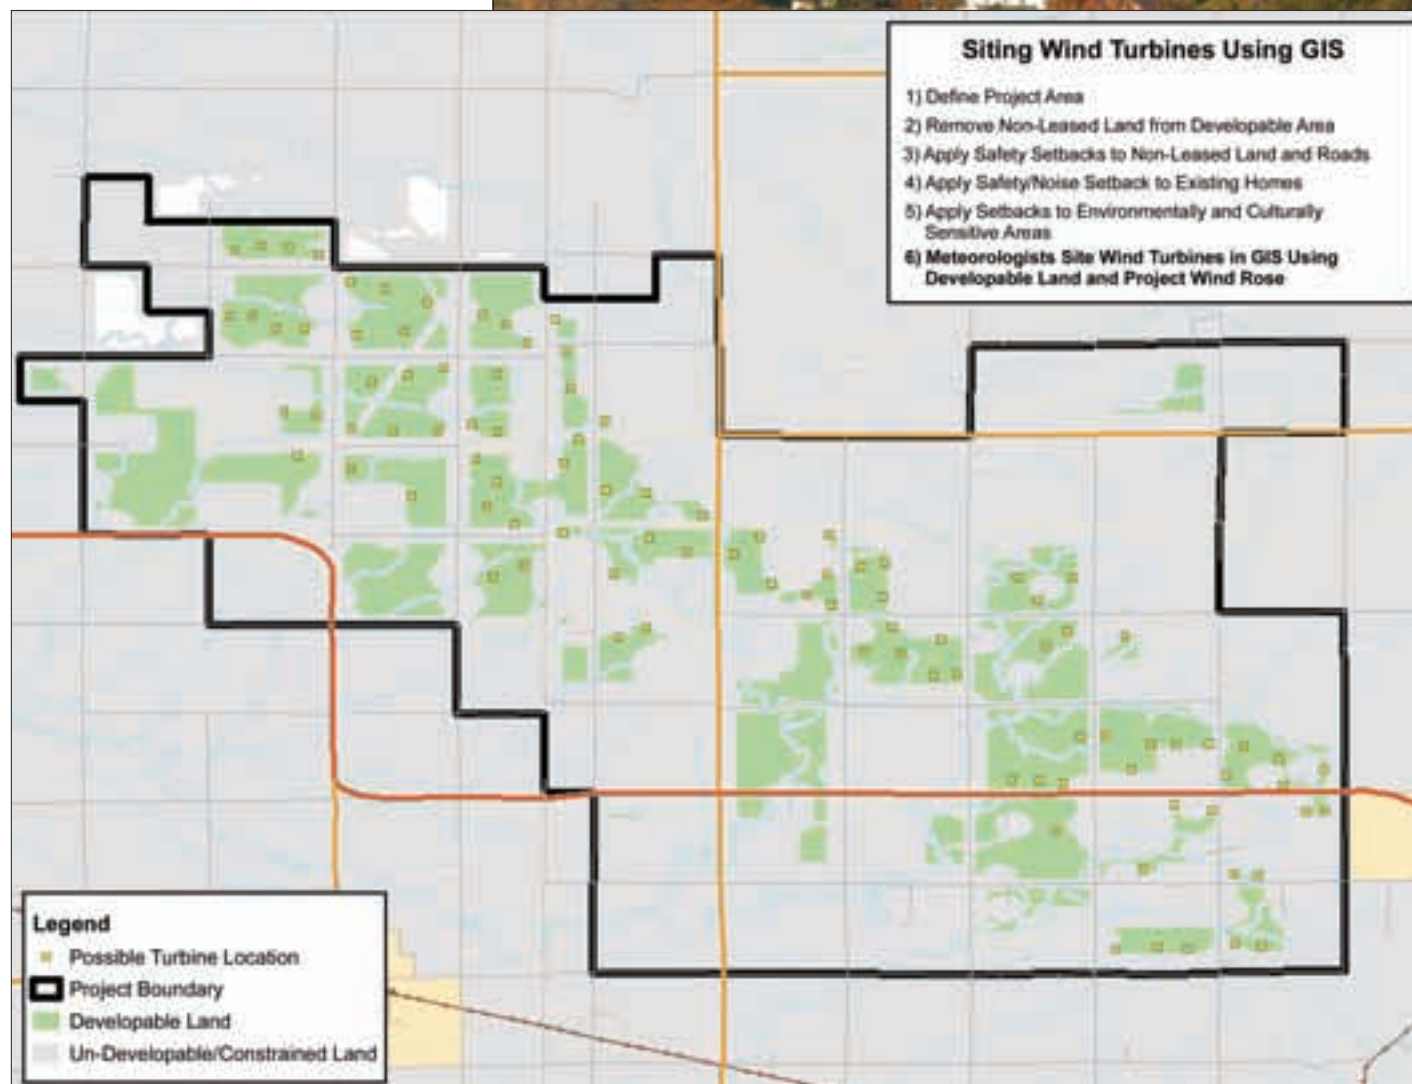 Siting Wind Turbines Using GIS
1) Define Project Area
2) Remove Non-Leased Land from Developable Area
3) Apply Safety Setbacks to Non-Leased Land and Roads
4) Apply Safety/Noise Setback to Existing Homes
5) Apply Setbacks to Environmentally and Culturally
Sensitive Areas
6) Meteorologists Site Wind Turbines in GIS Using
Developable Land and Project Wind Rose
Legend
Possible Turbine Location
Project Boundary
Developable Land
Un-Developable/Constrained Land